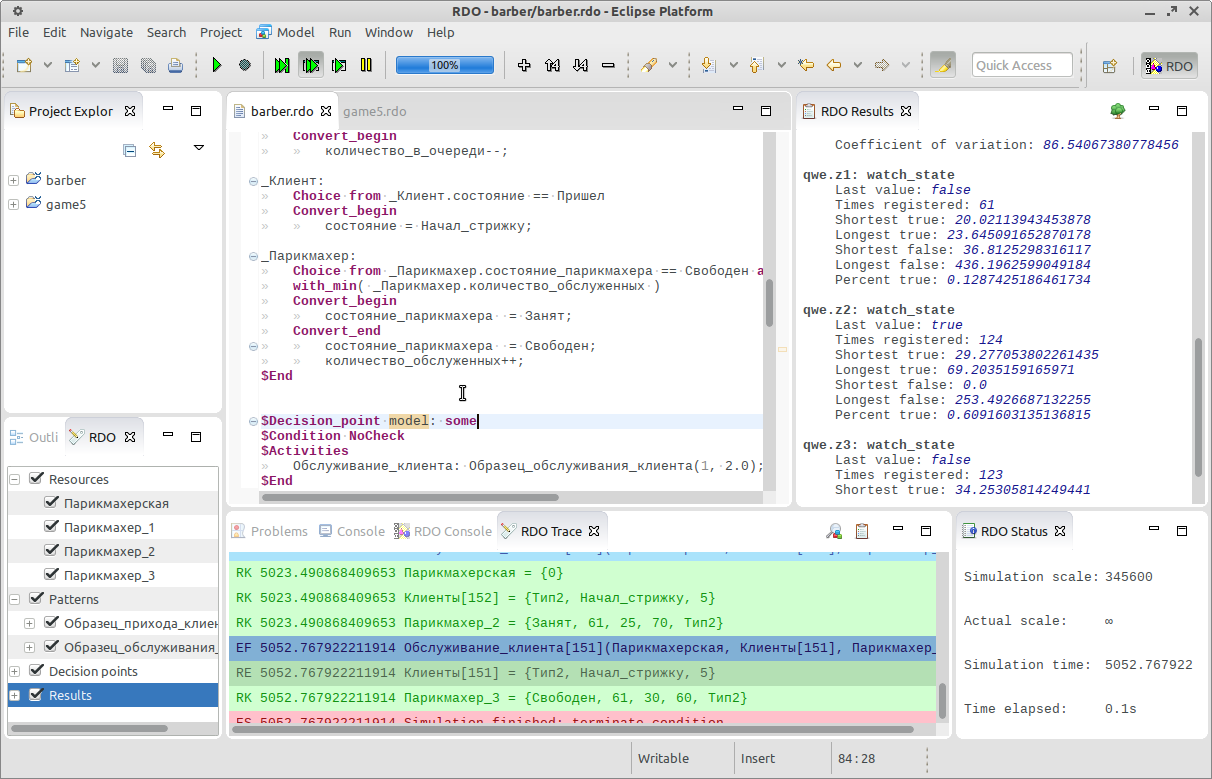 RDO - barber/barber.rdo - Eclipse Platform
File Edit Navigate Search Project Model Run Window Help
100%
Quick Access
RDO
Project Explor
barber
game5
barber.rdo
game5.rdo
Convert_begin
количество_в_очереди--;
_Клиент:
Choice from _Клиент.состояние == Пришел
Convert_begin
состояние = Начал_стрижку;
_Парикмахер:
Choice from _Парикмахер.состояние_парикмахера == Свободен a
with_min( _Парикмахер.количество_обслуженных )
Convert_begin
состояние_парикмахера = Занят;
Convert_end
состояние_парикмахера = Свободен;
количество_обслуженных++;
$End
$Decision_point model: some
$Condition NoCheck
$Activities
Обслуживание_клиента: Образец_обслуживания_клиента(1, 2.0);
$End
RDO Results
Coefficient of variation: 86.54067380778456
qwe.z1: watch_state
Last value: false
Times registered: 61
Shortest true: 20.02113943453878
Longest true: 23.645091652870178
Shortest false: 36.8125298316117
Longest false: 436.1962599049184
Percent true: 0.1287425186461734
qwe.z2: watch_state
Last value: true
Times registered: 124
Shortest true: 29.277053802261435
Longest true: 69.2035159165971
Shortest false: 0.0
Longest false: 253.4926687132255
Percent true: 0.6091603135136815
qwe.z3: watch_state
Last value: false
Times registered: 123
Shortest true: 34.25305814249441
Outli
RDO
Resources
Парикмахерская
Парикмахер_1
Парикмахер_2
Парикмахер_3
Patterns
Образец_прихода_клиен
Образец_обслуживания_
Decision points
Results
Problems Console RDO Console RDO Trace
RK 5023.490868409653 Парикмахерская = {0}
RK 5023.490868409653 Клиенты[152] = {Тип2, Начал_стрижку, 5}
RK 5023.490868409653 Парикмахер_2 = {Занят, 61, 25, 70, Тип2}
EF 5052.767922211914 Обслуживание_клиента[151](Парикмахерская, Клиенты[151], Парикмахер_
RE 5052.767922211914 Клиенты[151] = {Тип2, Начал_стрижку, 5}
RK 5052.767922211914 Парикмахер_3 = {Свободен, 61, 30, 60, Тип2}
ES 5052.767922211914 Simulation finished: terminate condition
RDO Status
Simulation scale: 345600
Actual scale: ∞
Simulation time: 5052.767922
Time elapsed: 0.1s
Writable
Insert
84:28